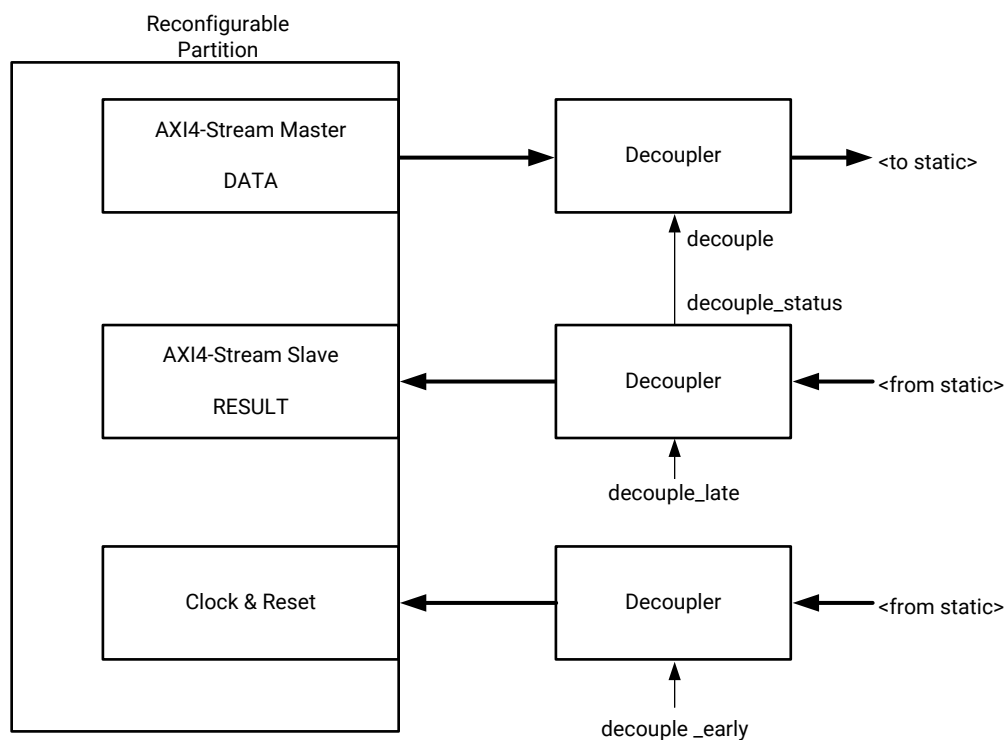 Reconfigurable
Partition
AXI4-Stream Master
DATA
Decoupler
<to static>
decouple
decouple_status
AXI4-Stream Slave
RESULT
Decoupler
<from static>
decouple_late
Clock & Reset
Decoupler
<from static>
decouple _early